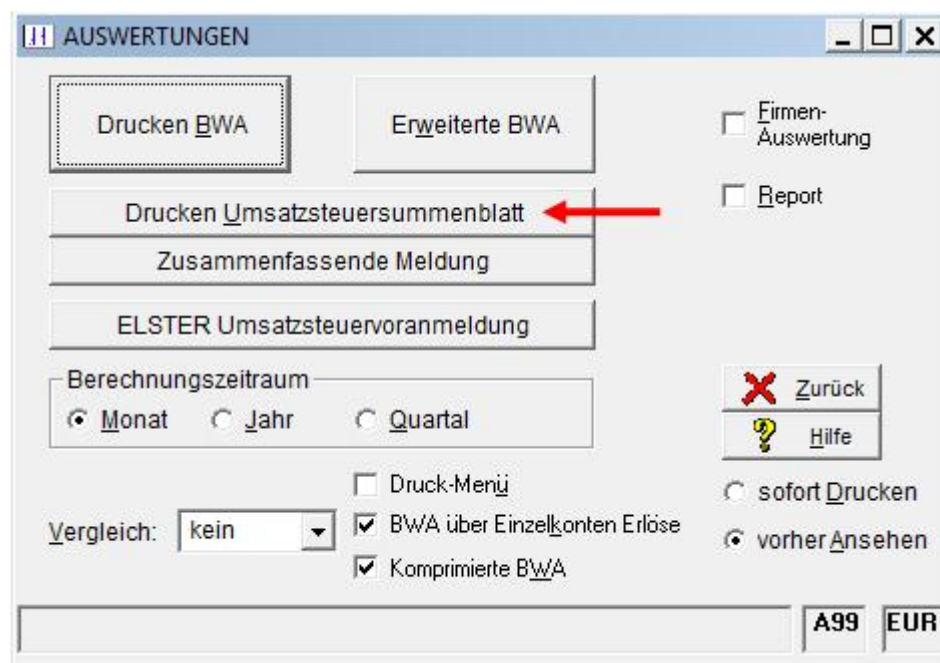 AUSWERTUNGEN
Drucken BWA
Erweiterte BWA
Firmen-
Auswertung
Drucken Umsatzsteuersummenblatt
Report
Zusammenfassende Meldung
ELSTER Umsatzsteuervoranmeldung
Berechnungszeitraum
Monat Jahr Quartal
Zurück
Hilfe
Druck-Menü
sofort Drucken
Vergleich: kein
BWA über Einzelkonten Erlöse
vorher Ansehen
Komprimierte BWA
A99 EUR